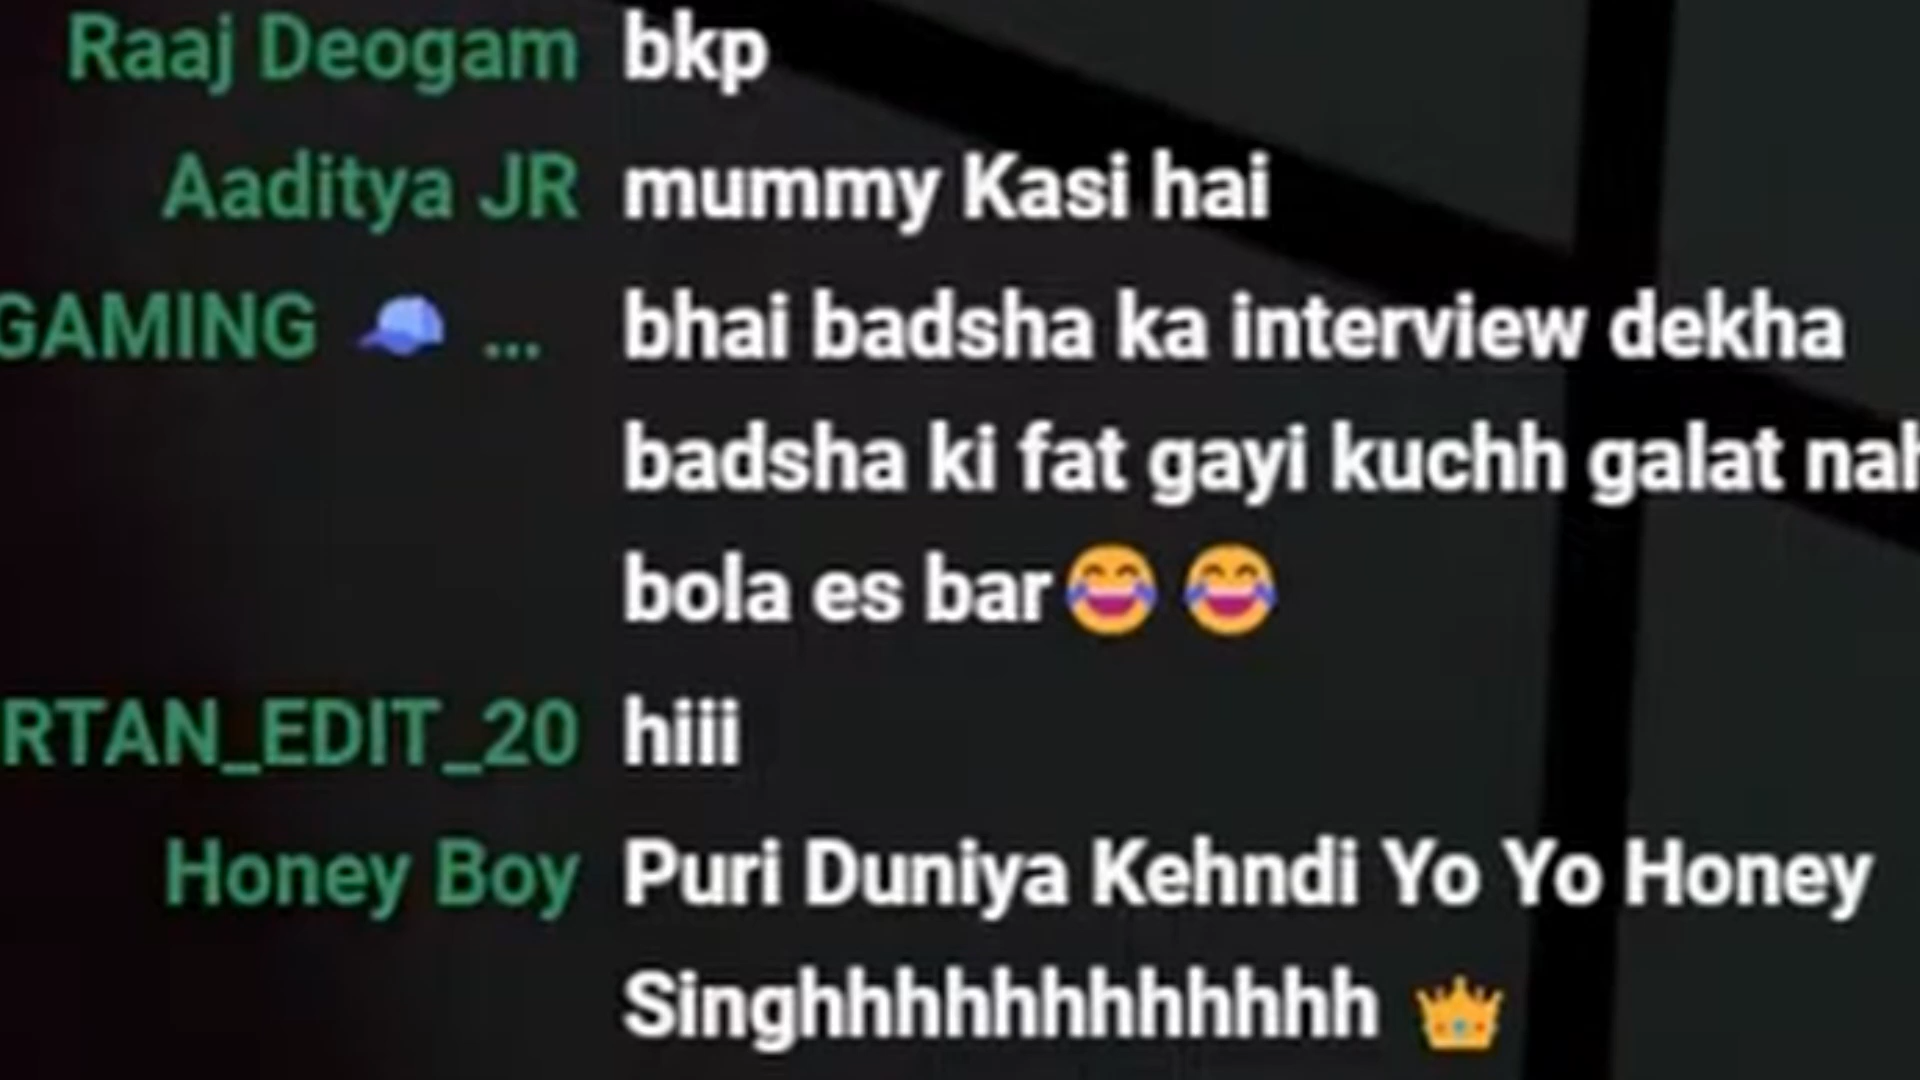 Raaj Deogam bkp
Aaditya JR mummy Kasi hai
GAMING 🧢 ... bhai badsha ka interview dekha
badsha ki fat gayi kuchh galat nah
bola es bar😂 😂
RTAN_EDIT_20 hiii
Honey Boy Puri Duniya Kehndi Yo Yo Honey
Singhhhhhhhhhhhhhh 👑